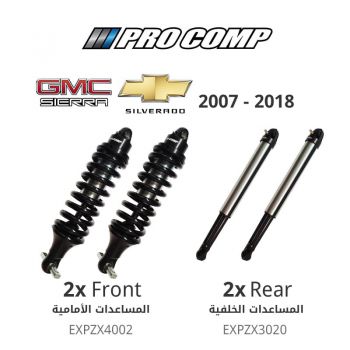 PRO COMP
GMC
SIERRA
SILVERADO
2007 - 2018
2x Front
المساعدات الأمامية
EXPZX4002
2x Rear
المساعدات الخلفية
EXPZX3020